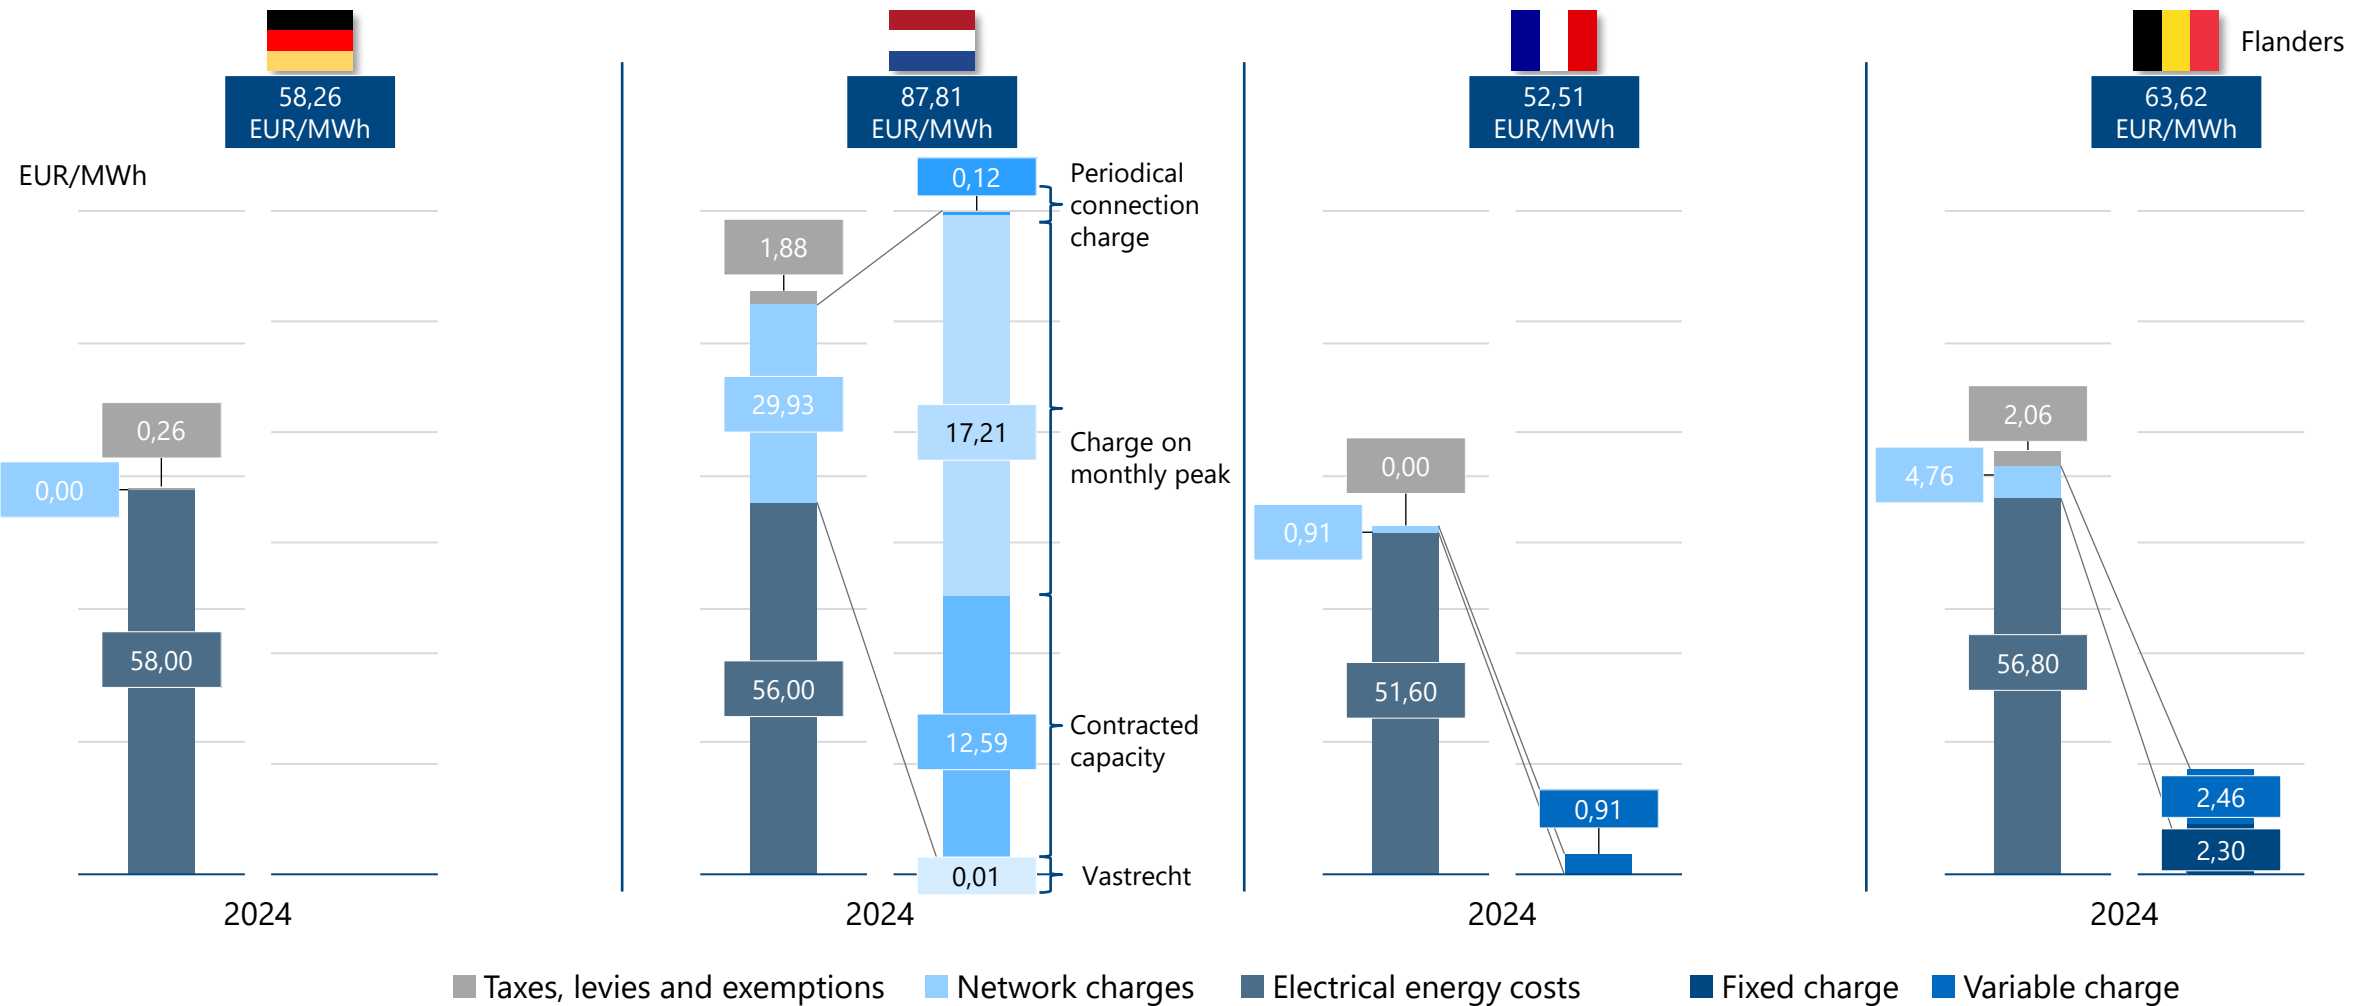 Flanders
58,26
EUR/MWh
87,81
EUR/MWh
52,51
EUR/MWh
63,62
EUR/MWh
EUR/MWh
0,26
0,00
58,00
2024
1,88
29,93
56,00
0,12
17,21
12,59
0,01
Periodical
connection
charge
Charge on
monthly peak
Contracted
capacity
Vastrecht
2024
0,00
0,91
51,60
0,91
2024
2,06
4,76
56,80
2,46
2,30
2024
Taxes, levies and exemptions
Network charges
Electrical energy costs
Fixed charge
Variable charge